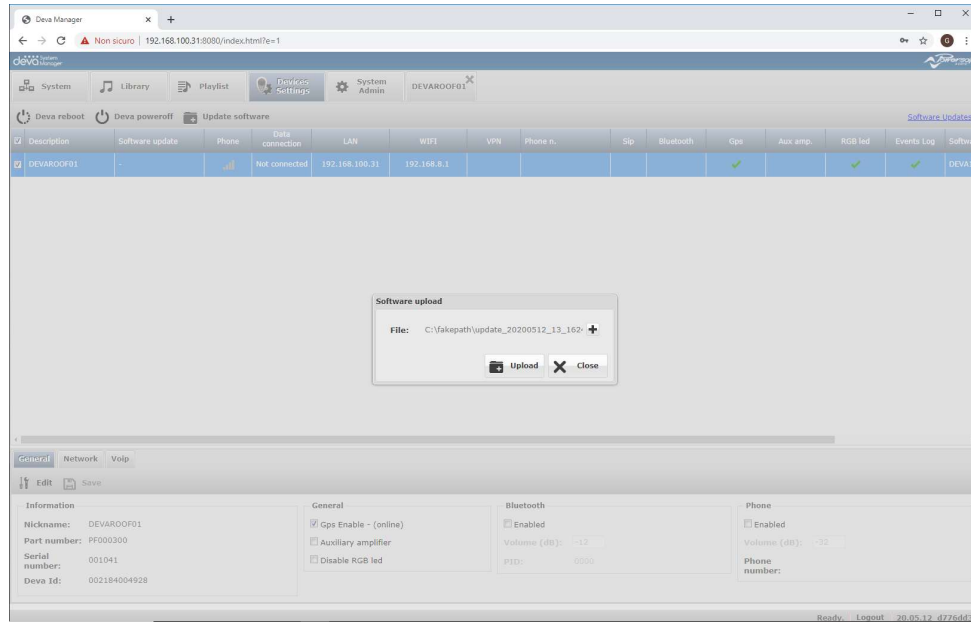 Deva Manager
Non sicuro | 192.168.100.31:8080/index.html?e=1
G
deva System Manager
System Library Playlist Devices Settings System Admin DEVAROOF01
Deva reboot Deva poweroff Update software Software Updates
Description Software update Phone Data connection LAN WIFI VPN Phone n. Sip Bluetooth Gps Aux amp. RGB led Events Log
DEVAROOF01 - Not connected 192.168.100.31 192.168.8.1
Software upload
File: C:\fakepath\update_20200512_13_162
Upload Close
General Network Voip
Edit Save
Information General Bluetooth Phone
Nickname: DEVAROOF01 Gps Enable - (online) Enabled Enabled
Part number: PF000300 Auxiliary amplifier Volume (dB): -12 Volume (dB): -32
Serial number: 001041 Disable RGB led PID: 0000 Phone number:
Deva Id: 002184004928
Ready. Logout 20.05.12_d776dd